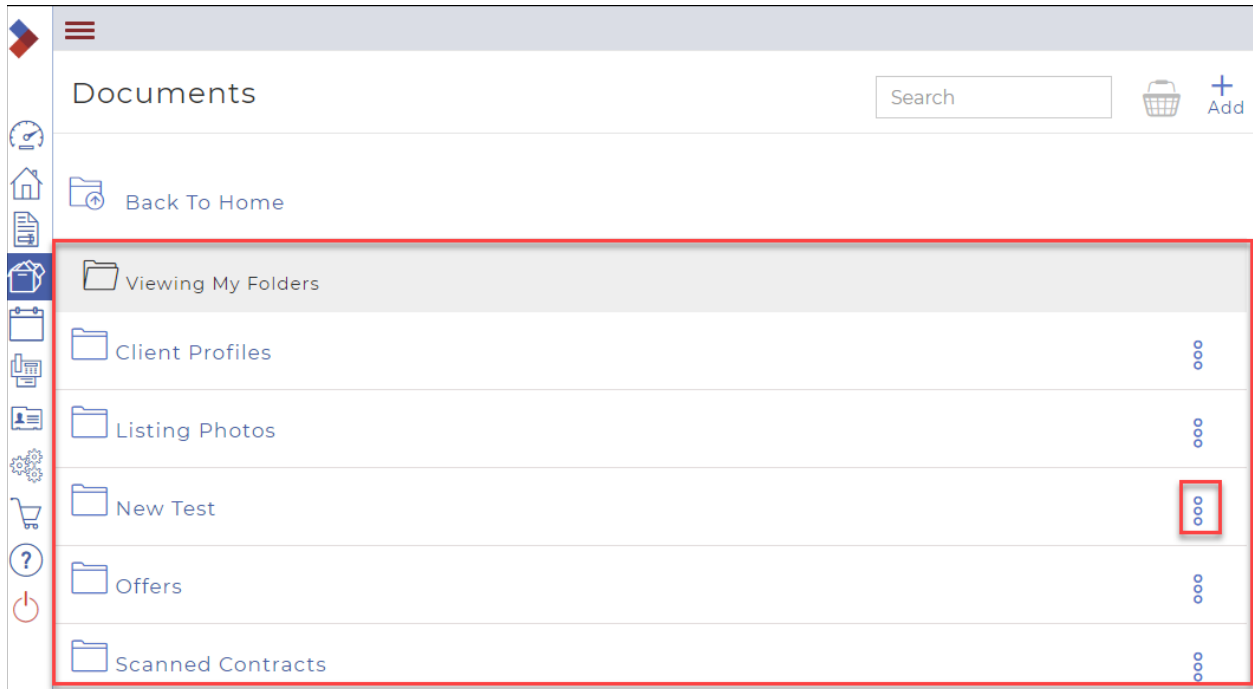 Documents
Search
Add
Back To Home
Viewing My Folders
Client Profiles
Listing Photos
New Test
Offers
Scanned Contracts